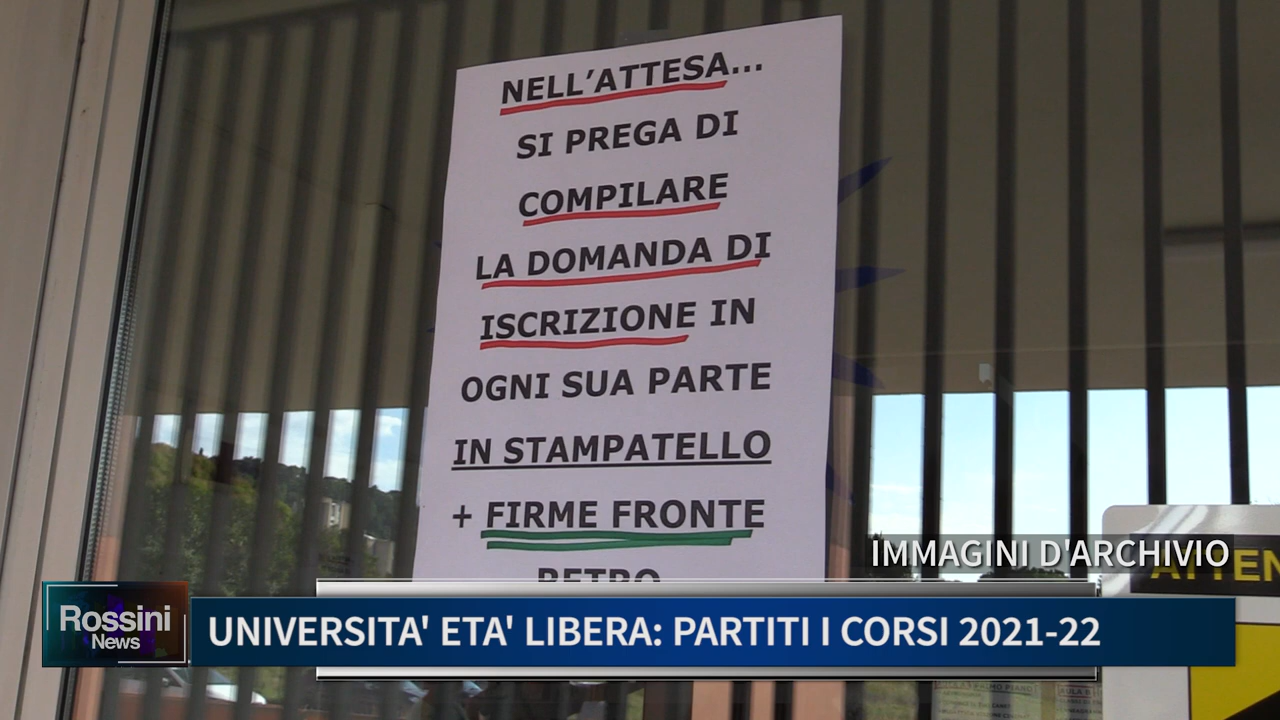 NELL'ATTESA...
SI PREGA DI
COMPILARE
LA DOMANDA DI
ISCRIZIONE IN
OGNI SUA PARTE
IN STAMPATELLO
+ FIRME FRONTE
RETRO
IMMAGINI D'ARCHIVIO
ATTEN
Rossini
News
UNIVERSITA' ETA' LIBERA: PARTITI I CORSI 2021-22